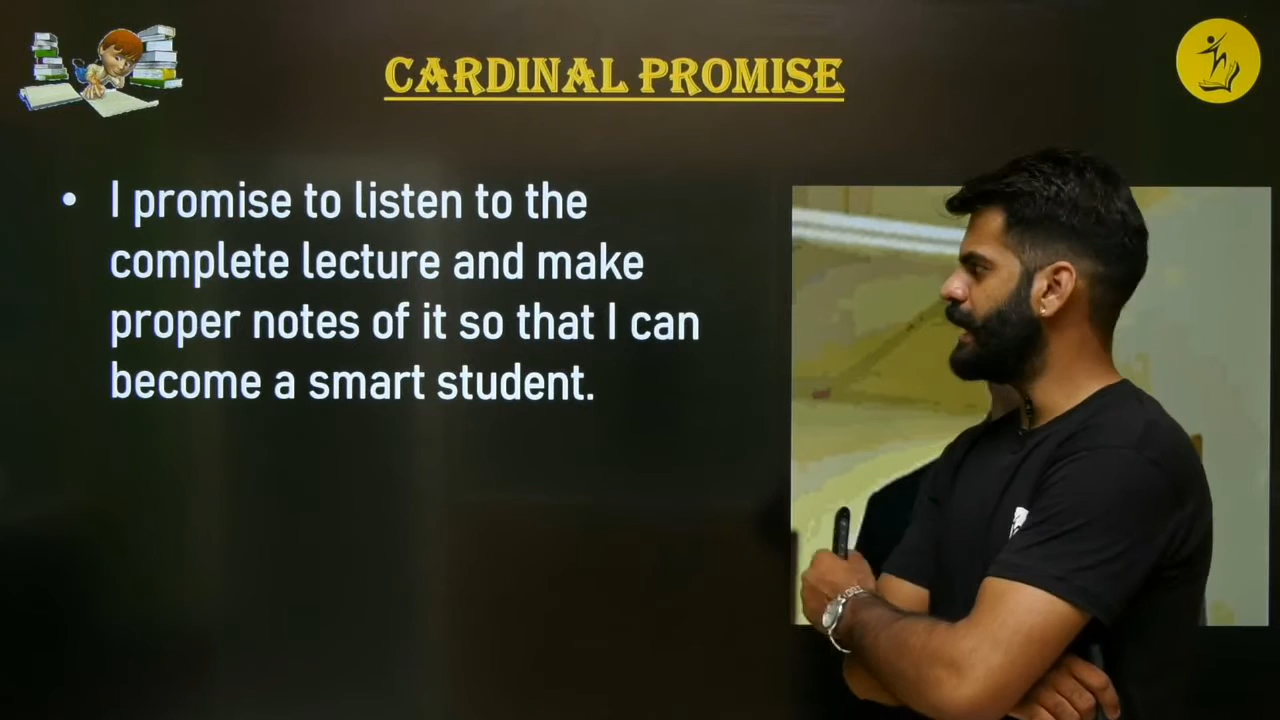 CARDINAL PROMISE
• I promise to listen to the
complete lecture and make
proper notes of it so that I can
become a smart student.